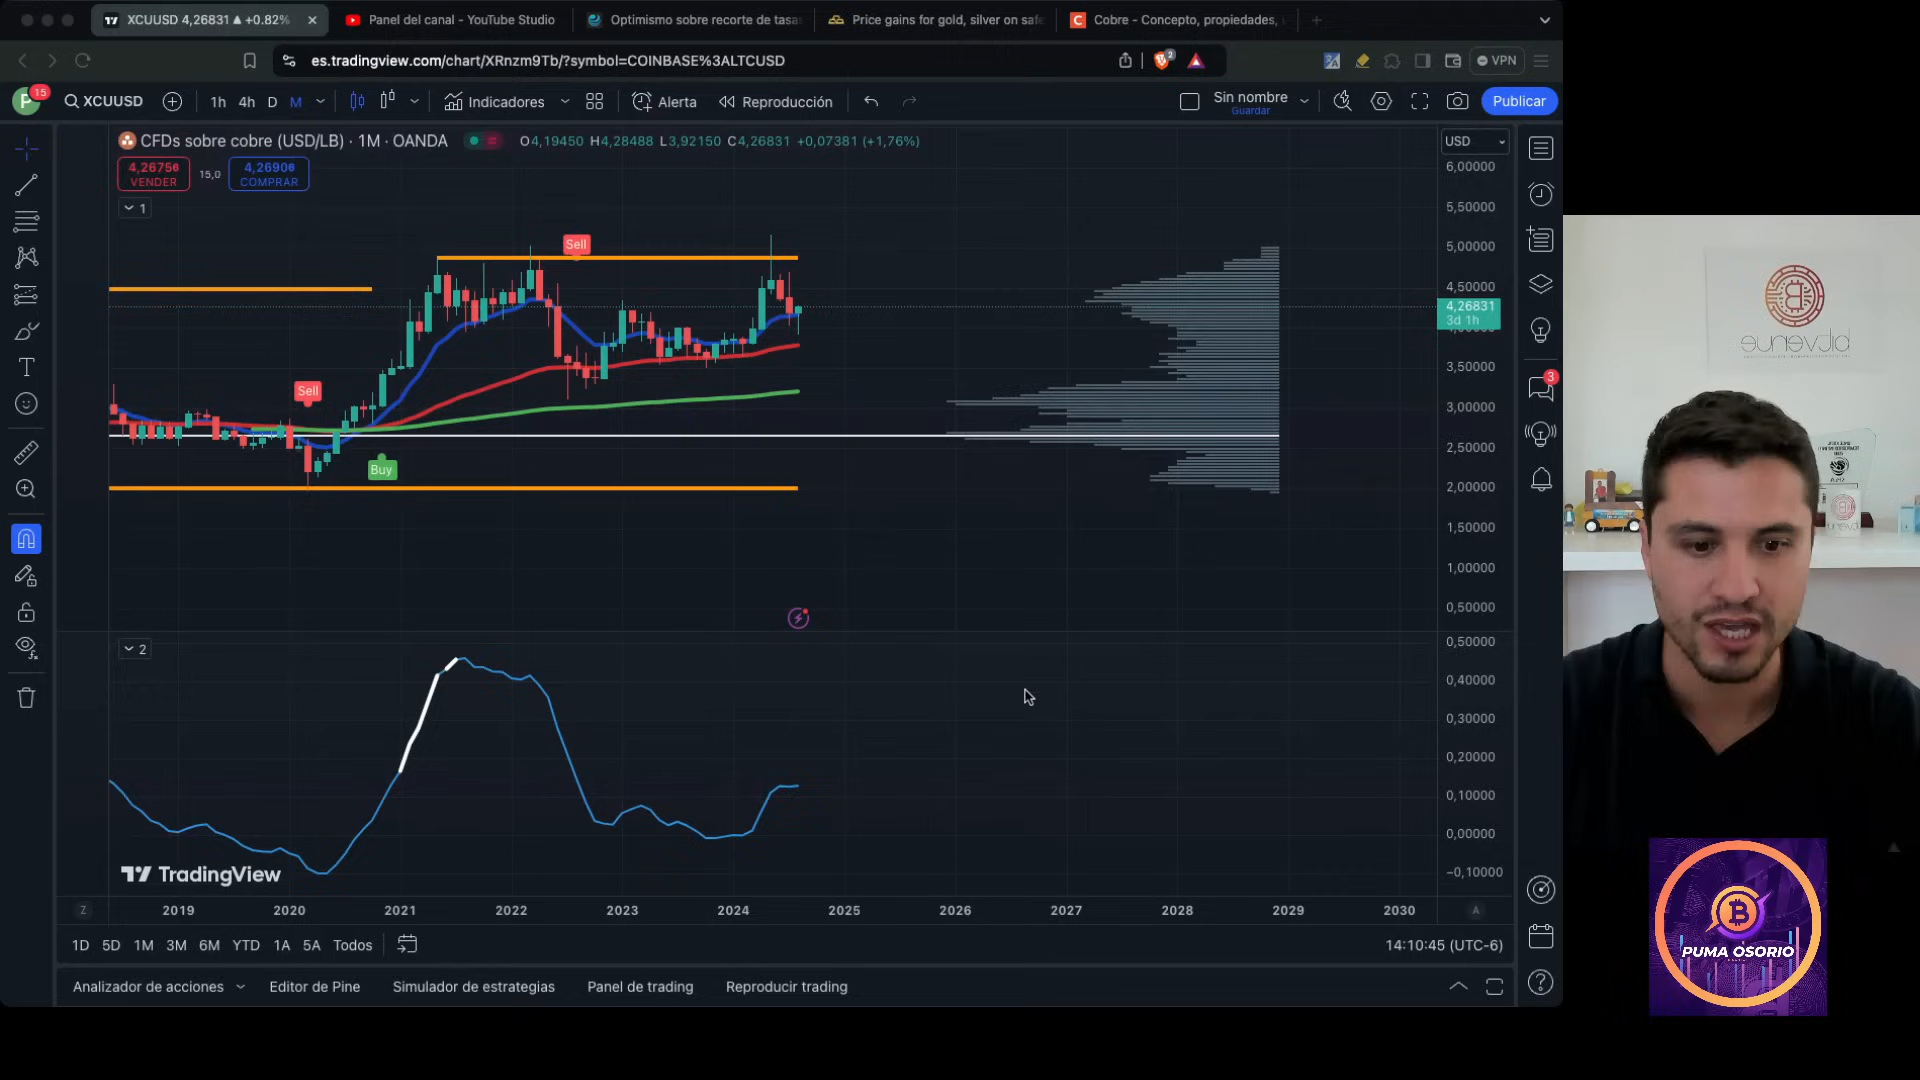 XCUUSD 4,26831 ▲ +0.82%
Panel del canal - YouTube Studio
Optimismo sobre recorte de tasas
Price gains for gold, silver on safe
Cobre - Concepto, propiedades,
es.tradingview.com/chart/XRnzm9Tb/?symbol=COINBASE%3ALTCUSD
2
VPN
P
15
XCUUSD
1h 4h D M
Indicadores
Alerta
Reproducción
Sin nombre
Guardar
Publicar
CFDs sobre cobre (USD/LB) · 1M · OANDA
O4,19450 H4,28488 L3,92150 C4,26831 +0,07381 (+1,76%)
USD
4,26756
VENDER
15,0
4,26906
COMPRAR
1
6,00000
5,50000
5,00000
4,50000
4,26831
3d 1h
4,00000
3,50000
3,00000
2,50000
2,00000
1,50000
1,00000
0,50000
Sell
Sell
Buy
3
2
0,50000
0,40000
0,30000
0,20000
0,10000
0,00000
−0,10000
TradingView
Z
2019 2020 2021 2022 2023 2024 2025 2026 2027 2028 2029 2030
A
1D 5D 1M 3M 6M YTD 1A 5A Todos
14:10:45 (UTC-6)
Analizador de acciones
Editor de Pine
Simulador de estrategias
Panel de trading
Reproducir trading
bitvenue
PUMA OSORIO